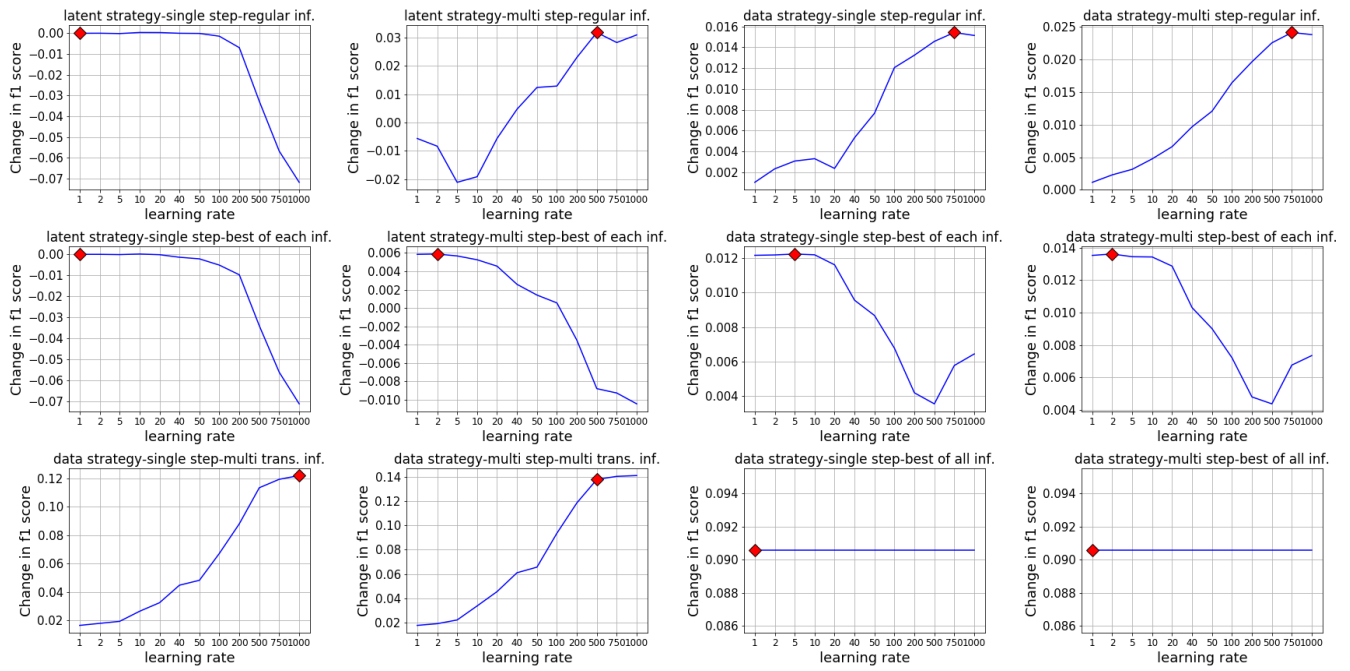 latent strategy-single step-regular inf.
latent strategy-multi step-regular inf.
data strategy-single step-regular inf.
data strategy-multi step-regular inf.
Change in f1 score
0.00
−0.01
−0.02
−0.03
−0.04
−0.05
−0.06
−0.07
1 2 5 10 20 40 50 100 200 500 750 1000
learning rate
Change in f1 score
0.03
0.02
0.01
0.00
−0.01
−0.02
1 2 5 10 20 40 50 100 200 500 750 1000
learning rate
Change in f1 score
0.016
0.014
0.012
0.010
0.008
0.006
0.004
0.002
1 2 5 10 20 40 50 100 200 500 750 1000
learning rate
Change in f1 score
0.025
0.020
0.015
0.010
0.005
0.000
1 2 5 10 20 40 50 100 200 500 750 1000
learning rate
latent strategy-single step-best of each inf.
latent strategy-multi step-best of each inf.
data strategy-single step-best of each inf.
data strategy-multi step-best of each inf.
Change in f1 score
0.00
−0.01
−0.02
−0.03
−0.04
−0.05
−0.06
−0.07
1 2 5 10 20 40 50 100 200 500 750 1000
learning rate
Change in f1 score
0.006
0.004
0.002
0.000
−0.002
−0.004
−0.006
−0.008
−0.010
1 2 5 10 20 40 50 100 200 500 750 1000
learning rate
Change in f1 score
0.012
0.010
0.008
0.006
0.004
1 2 5 10 20 40 50 100 200 500 750 1000
learning rate
Change in f1 score
0.014
0.012
0.010
0.008
0.006
0.004
1 2 5 10 20 40 50 100 200 500 750 1000
learning rate
data strategy-single step-multi trans. inf.
data strategy-multi step-multi trans. inf.
data strategy-single step-best of all inf.
data strategy-multi step-best of all inf.
Change in f1 score
0.12
0.10
0.08
0.06
0.04
0.02
1 2 5 10 20 40 50 100 200 500 750 1000
learning rate
Change in f1 score
0.14
0.12
0.10
0.08
0.06
0.04
0.02
1 2 5 10 20 40 50 100 200 500 750 1000
learning rate
Change in f1 score
0.094
0.092
0.090
0.088
0.086
1 2 5 10 20 40 50 100 200 500 750 1000
learning rate
Change in f1 score
0.094
0.092
0.090
0.088
0.086
1 2 5 10 20 40 50 100 200 500 750 1000
learning rate